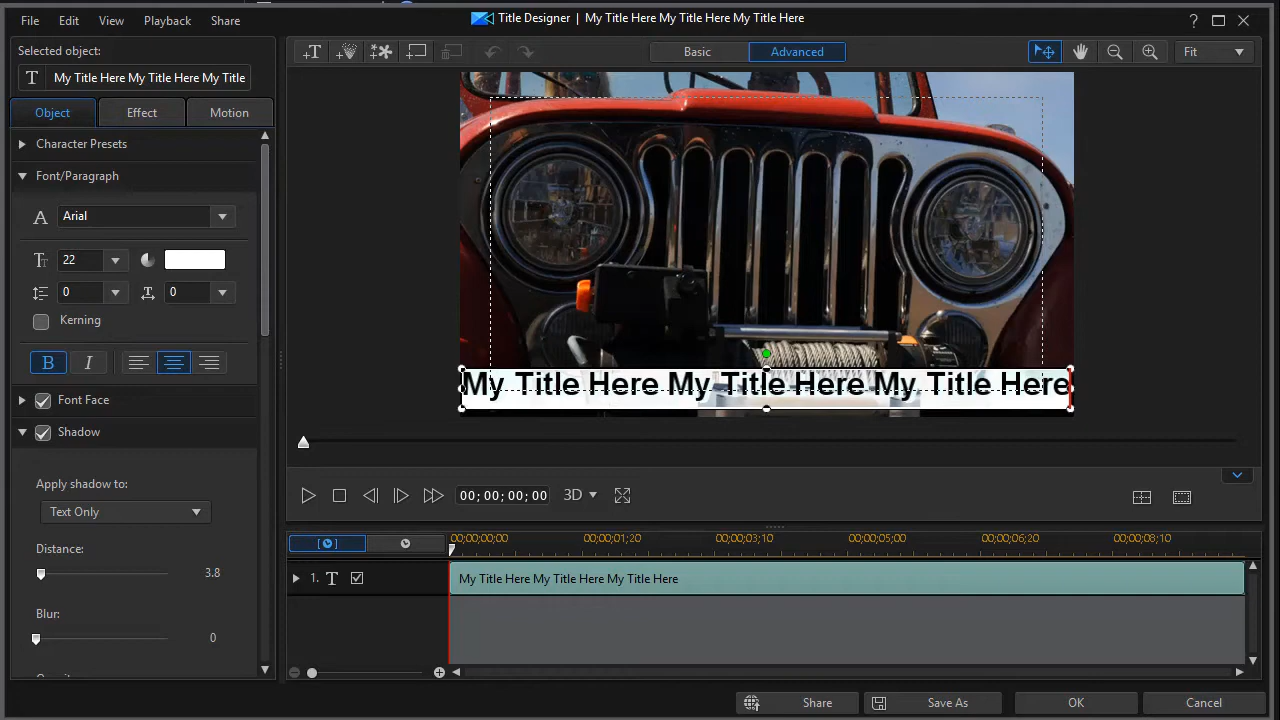 File Edit View Playback Share
Title Designer | My Title Here My Title Here My Title Here
?
Selected object:
T My Title Here My Title Here My Title
Object Effect Motion
Basic Advanced
Fit
Character Presets
Font/Paragraph
Arial
22
0 0
Kerning
B I
Font Face
Shadow
Apply shadow to:
Text Only
Distance:
3.8
Blur:
0
My Title Here My Title Here My Title Here
00;00;00;00
3D
00;00;00;00 00;00;01;20 00;00;03;10 00;00;05;00 00;00;06;20 00;00;08;10
1. T My Title Here My Title Here My Title Here
Share Save As OK Cancel